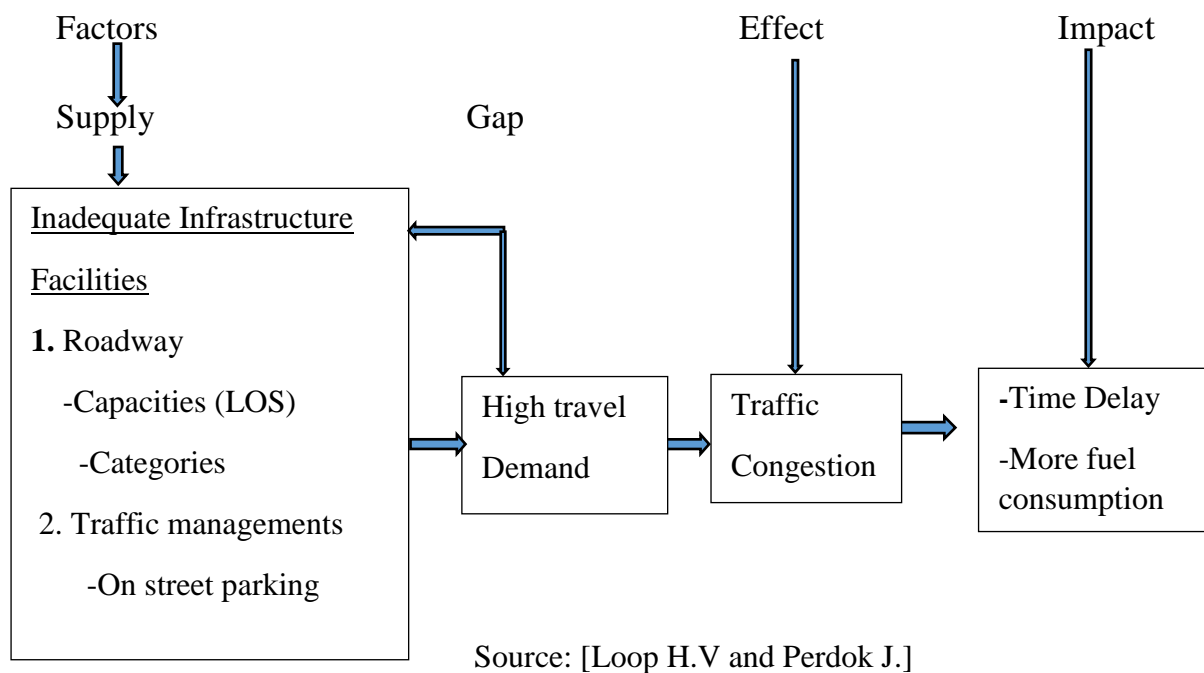 Factors
Effect
Impact
Supply
Gap
Inadequate Infrastructure
Facilities
1. Roadway
-Capacities (LOS)
-Categories
2. Traffic managements
-On street parking
High travel
Demand
Traffic
Congestion
-Time Delay
-More fuel
consumption
Source: [Loop H.V and Perdok J.]